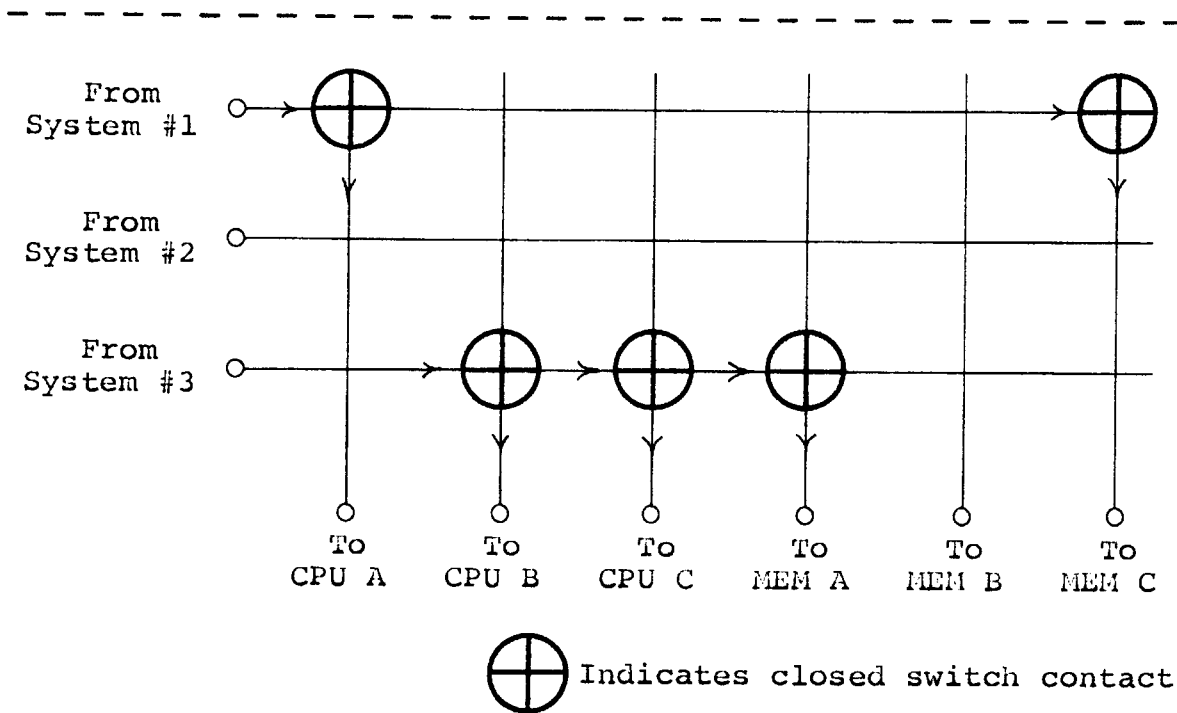 From
System #1
From
System #2
From
System #3
To
CPU A
To
CPU B
To
CPU C
To
MEM A
To
MEM B
To
MEM C
Indicates closed switch contact